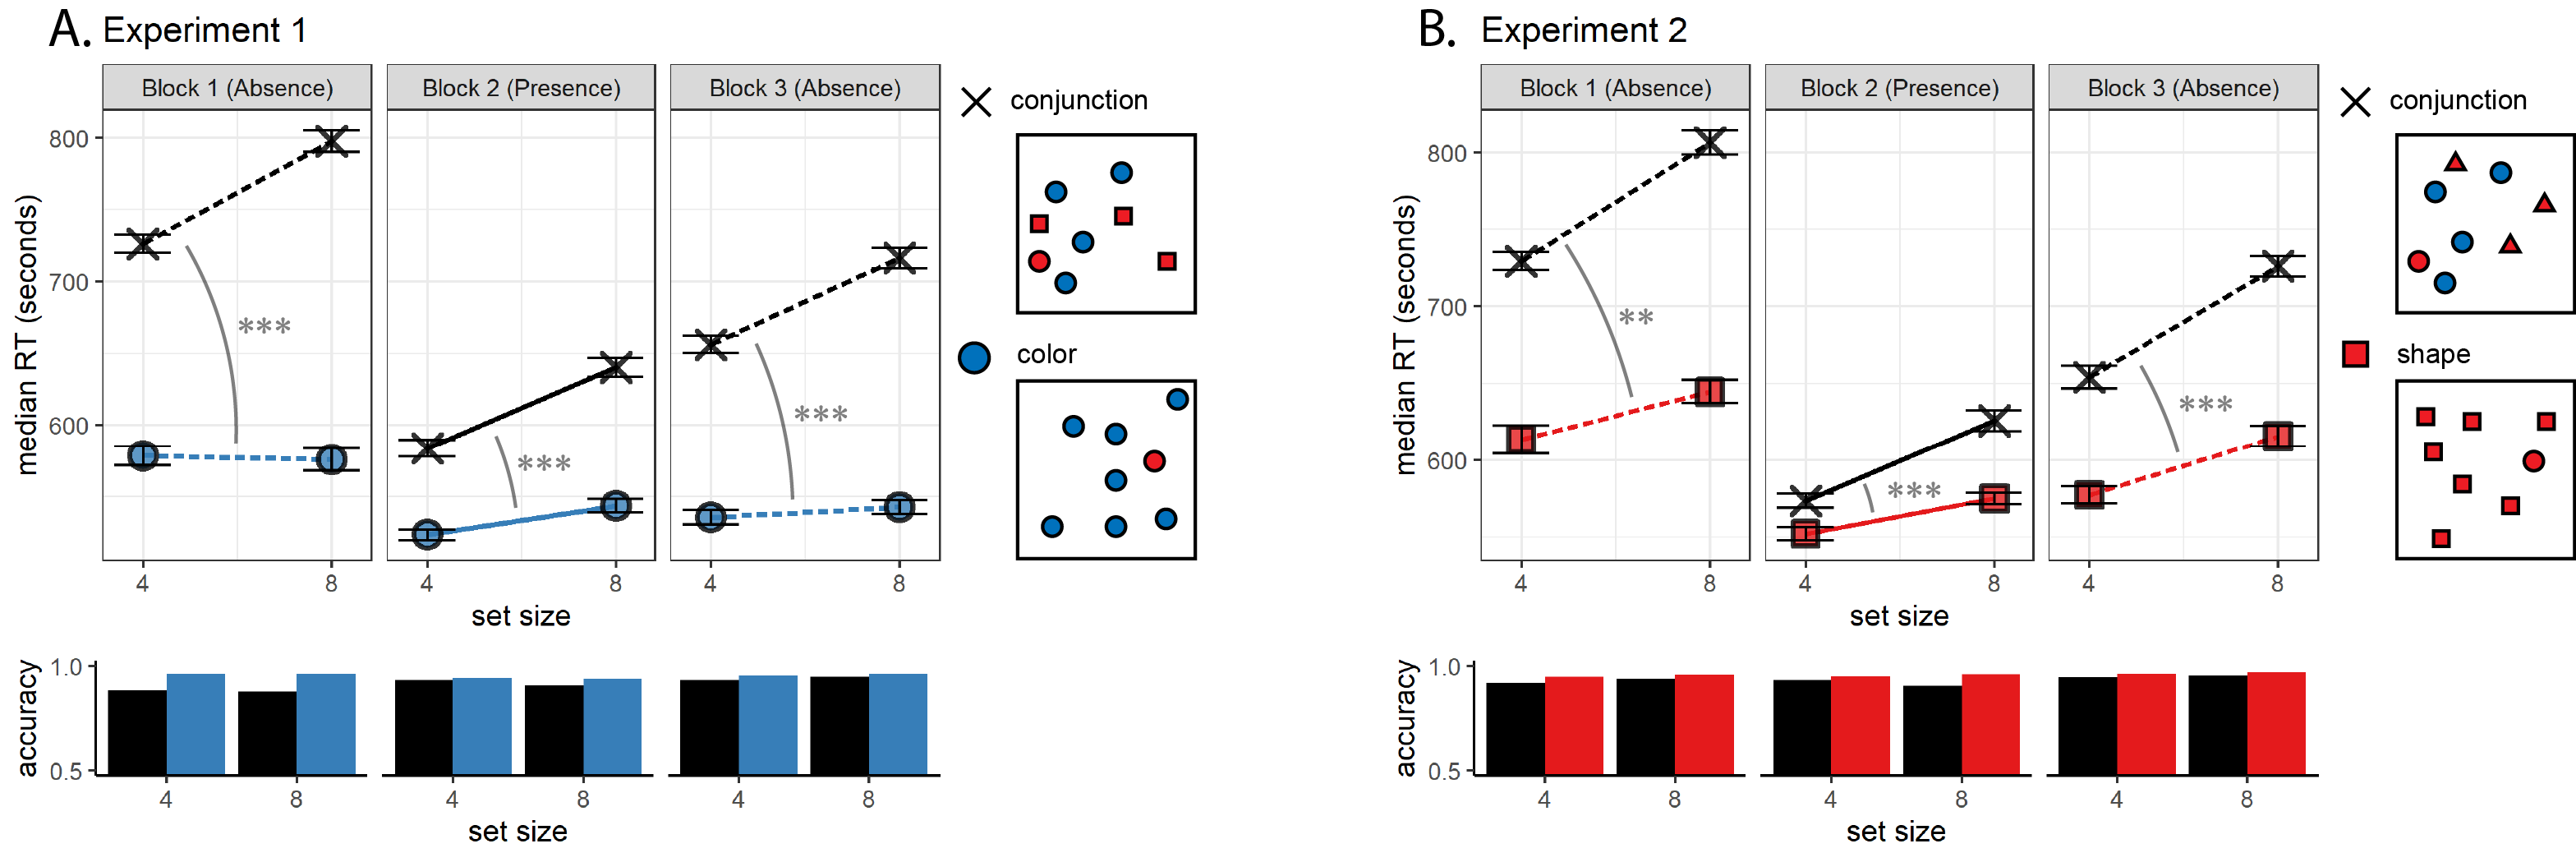 A. Experiment 1
Block 1 (Absence)
Block 2 (Presence)
Block 3 (Absence)
median RT (seconds)
800
700
600
***
***
***
4
8
4
8
4
8
set size
conjunction
color
accuracy
1.0
0.5
4
8
4
8
4
8
set size
B. Experiment 2
Block 1 (Absence)
Block 2 (Presence)
Block 3 (Absence)
median RT (seconds)
800
700
600
**
***
***
4
8
4
8
4
8
set size
conjunction
shape
accuracy
1.0
0.5
4
8
4
8
4
8
set size